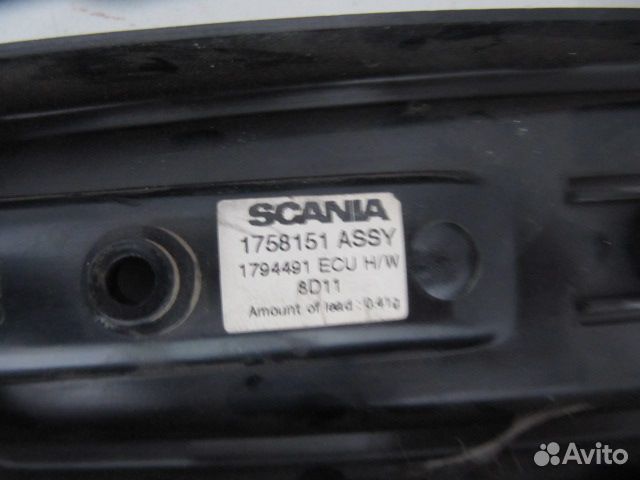 SCANIA
1758151 ASSY
1794491 ECU H/W
8D11
Amount of lead : 0.41g
Avito